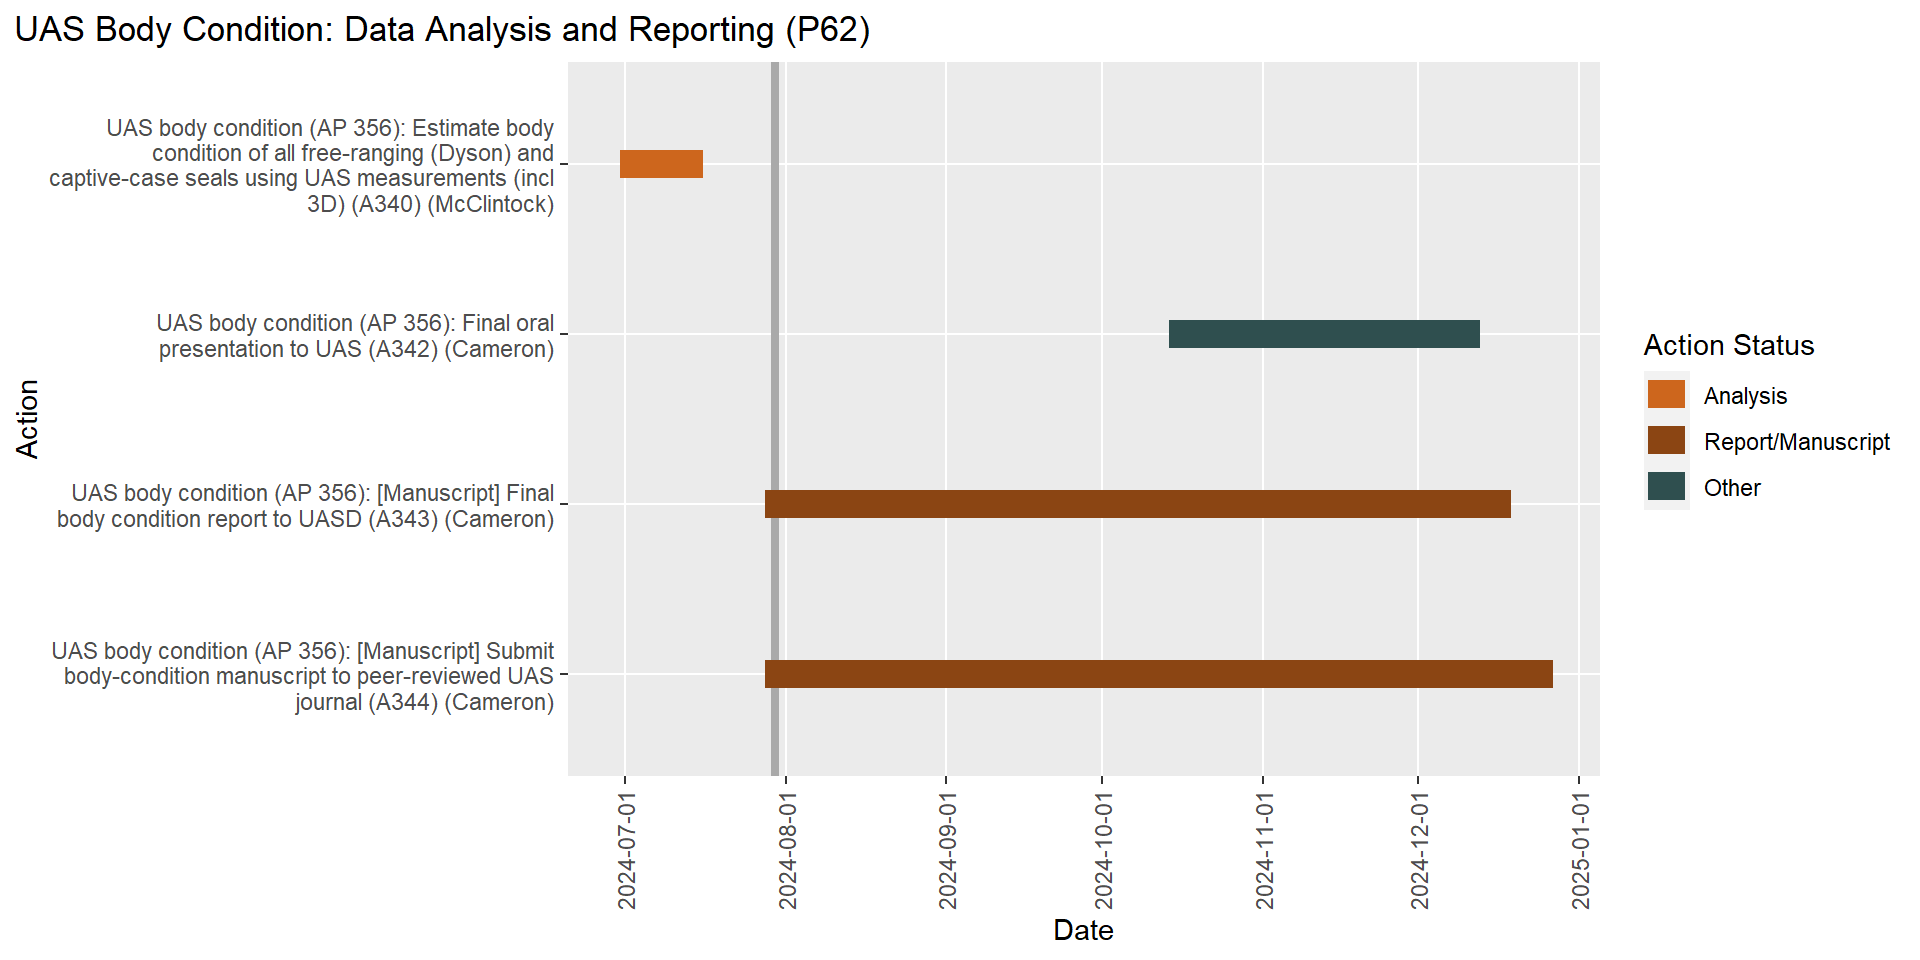 UAS Body Condition: Data Analysis and Reporting (P62)
Action
UAS body condition (AP 356): Estimate body
condition of all free-ranging (Dyson) and
captive-case seals using UAS measurements (incl
3D) (A340) (McClintock)
UAS body condition (AP 356): Final oral
presentation to UAS (A342) (Cameron)
UAS body condition (AP 356): [Manuscript] Final
body condition report to UASD (A343) (Cameron)
UAS body condition (AP 356): [Manuscript] Submit
body-condition manuscript to peer-reviewed UAS
journal (A344) (Cameron)
2024-07-01
2024-08-01
2024-09-01
2024-10-01
2024-11-01
2024-12-01
2025-01-01
Date
Action Status
Analysis
Report/Manuscript
Other